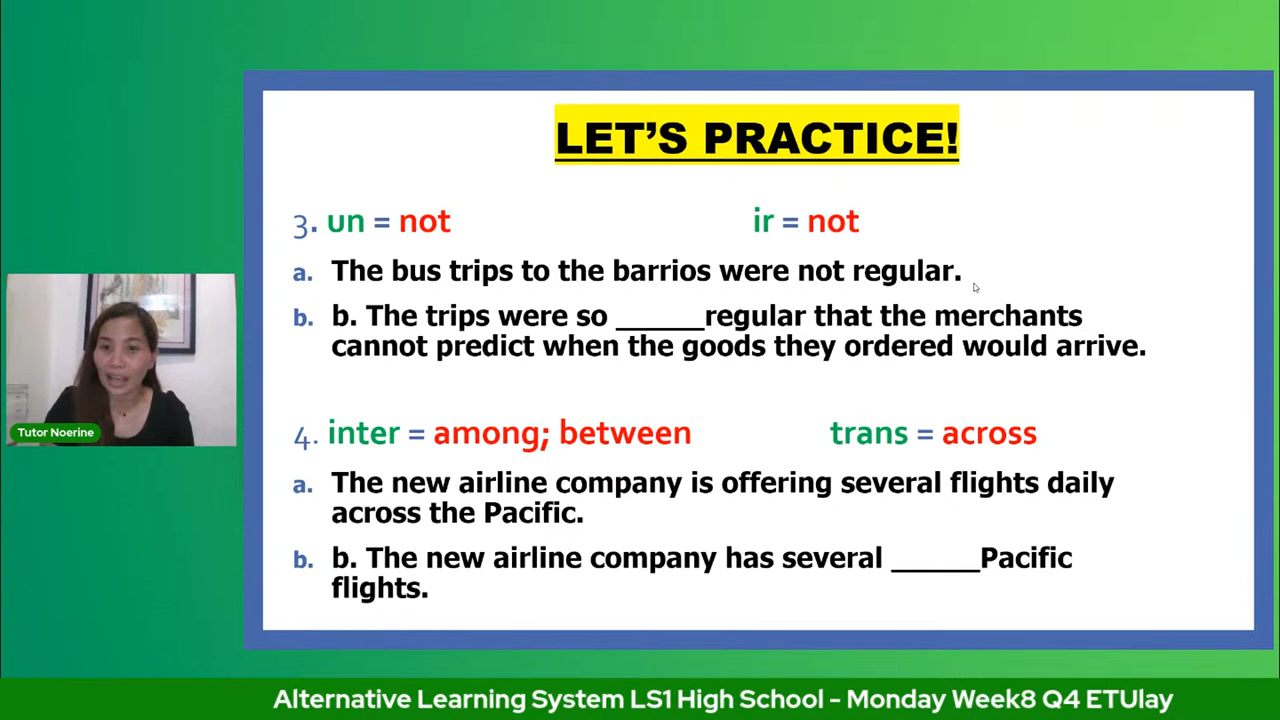 LET'S PRACTICE!
3. un = not ir = not
a. The bus trips to the barrios were not regular.
b. b. The trips were so ______regular that the merchants
cannot predict when the goods they ordered would arrive.
4. inter = among; between trans = across
a. The new airline company is offering several flights daily
across the Pacific.
b. b. The new airline company has several ______Pacific
flights.
Tutor Noerine
Alternative Learning System LS1 High School - Monday Week8 Q4 ETUlay